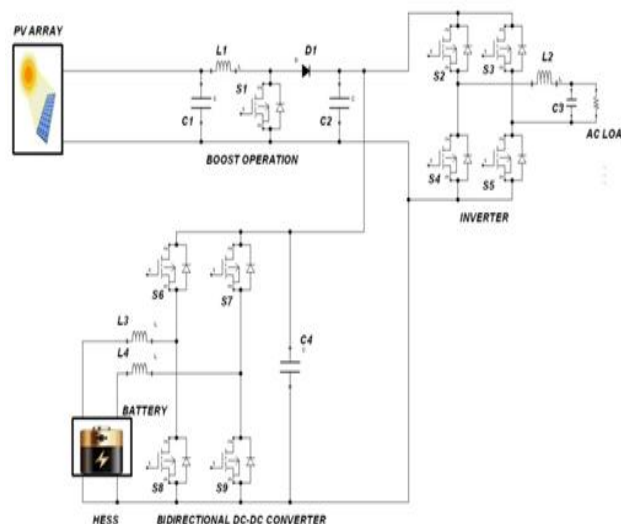 PV ARRAY
L1
D1
S1
C1
C2
BOOST OPERATION
S2
S3
L2
C3
AC LOA
S4
S5
INVERTER
S6
S7
L3
L4
C4
BATTERY
S8
S9
HESS
BIDIRECTIONAL DC-DC CONVERTER